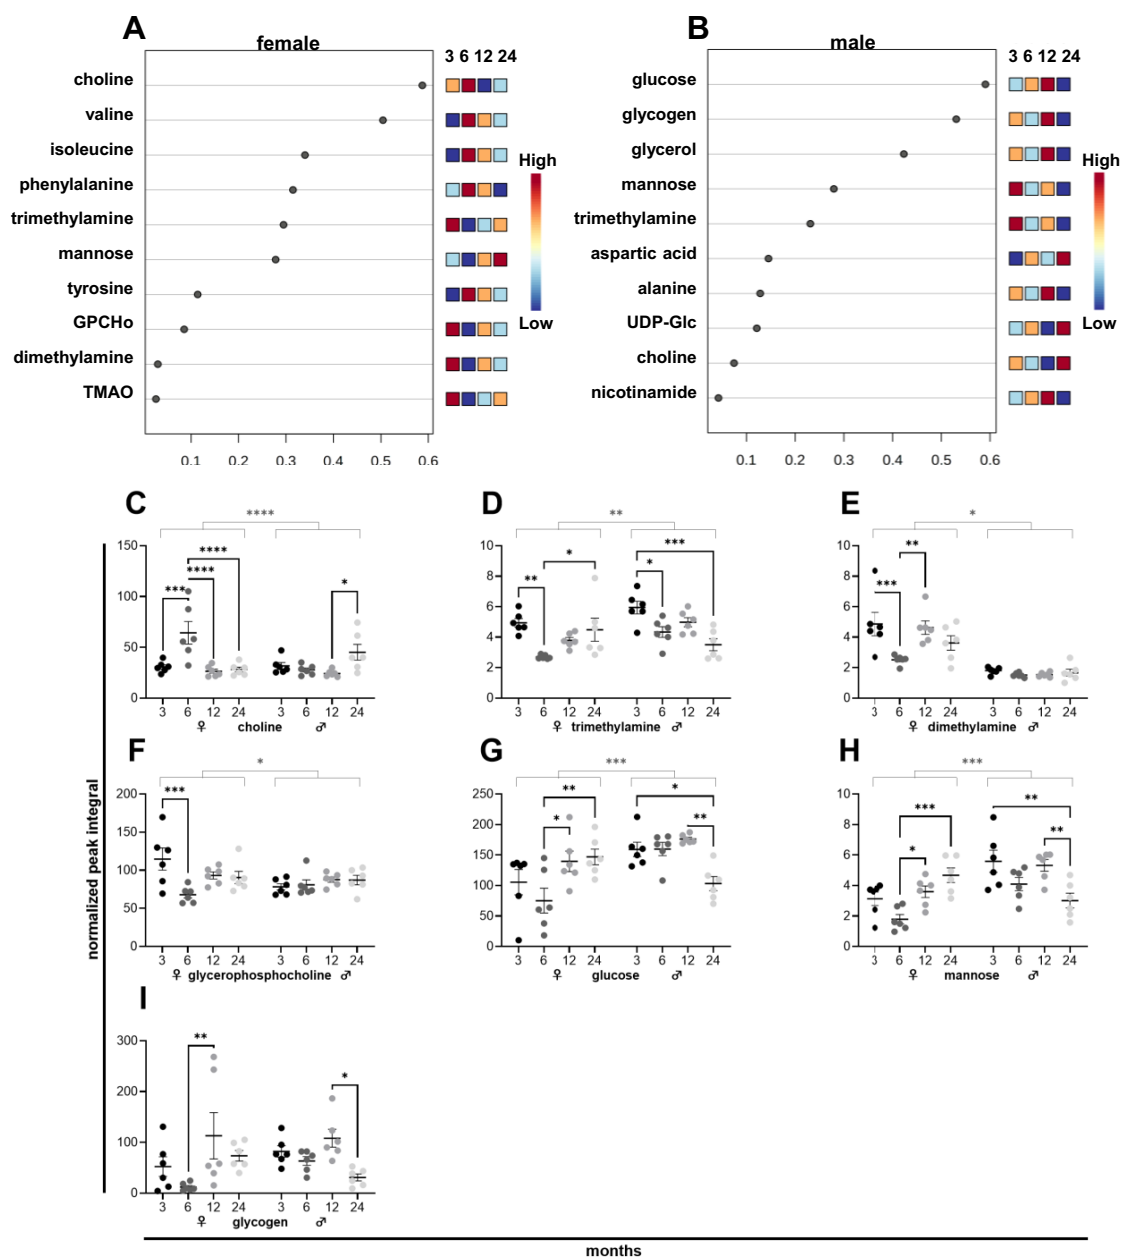 A
female
3 6 12 24
choline
valine
isoleucine
phenylalanine
trimethylamine
mannose
tyrosine
GPCHo
dimethylamine
TMAO
High
Low
0.1 0.2 0.3 0.4 0.5 0.6
B
male
3 6 12 24
glucose
glycogen
glycerol
mannose
trimethylamine
aspartic acid
alanine
UDP-Glc
choline
nicotinamide
High
Low
0.1 0.2 0.3 0.4 0.5 0.6
normalized peak integral
C
****
150
100
50
0
****
****
***
*
3 6 12 24 3 6 12 24
♀ choline ♂
D
**
10
8
6
4
2
0
**
*
*
***
3 6 12 24 3 6 12 24
♀ trimethylamine ♂
E
*
10
8
6
4
2
0
***
**
3 6 12 24 3 6 12 24
♀ dimethylamine ♂
F
*
200
150
100
50
0
***
3 6 12 24 3 6 12 24
♀ glycerophosphocholine ♂
G
***
250
200
150
100
50
0
**
*
*
**
3 6 12 24 3 6 12 24
♀ glucose ♂
H
***
10
8
6
4
2
0
***
*
**
**
3 6 12 24 3 6 12 24
♀ mannose ♂
I
300
200
100
0
**
*
3 6 12 24 3 6 12 24
♀ glycogen ♂
months